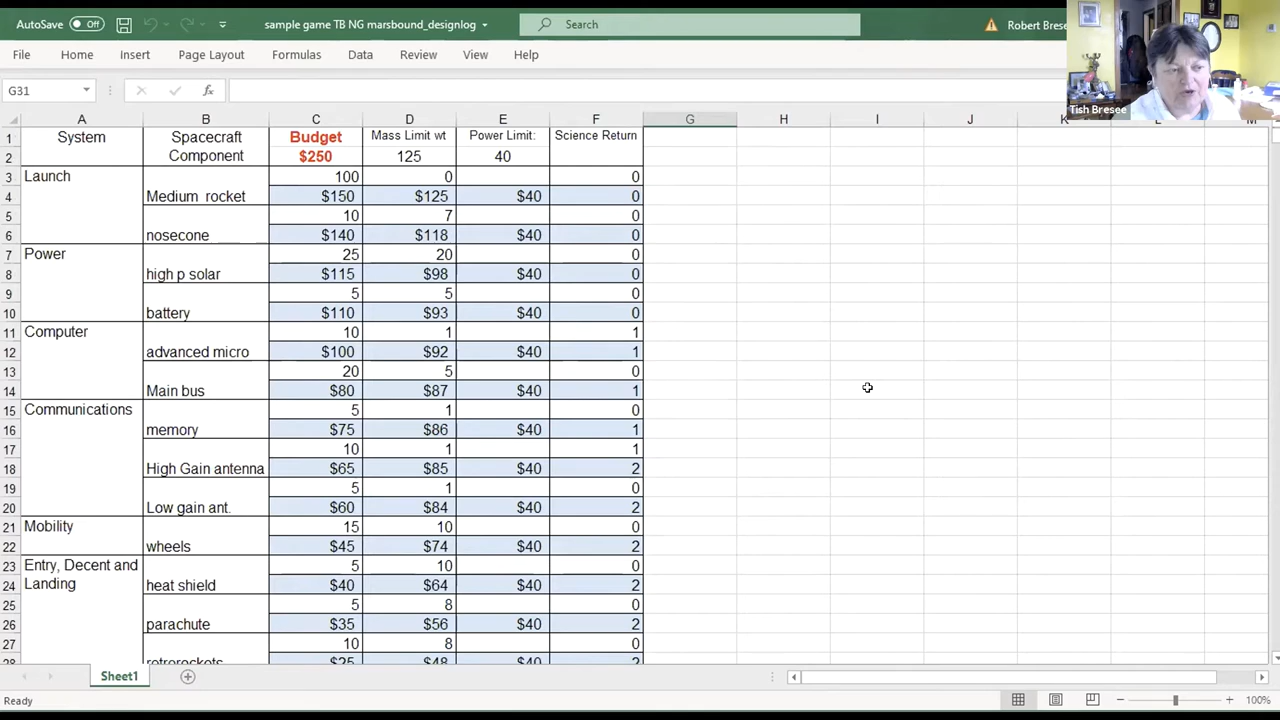 AutoSave Off sample game TB NG marsbound_designlog Search Robert Brese
File Home Insert Page Layout Formulas Data Review View Help
Tish Bresee
G31 fx
A B C D E F G H I J K L M
1 System Spacecraft Budget Mass Limit wt Power Limit: Science Return
2 Component $250 125 40
3 Launch 100 0 0
4 Medium rocket $150 $125 $40 0
5 10 7 0
6 nosecone $140 $118 $40 0
7 Power 25 20 0
8 high p solar $115 $98 $40 0
9 5 5 0
10 battery $110 $93 $40 0
11 Computer 10 1 1
12 advanced micro $100 $92 $40 1
13 20 5 0
14 Main bus $80 $87 $40 1
15 Communications 5 1 0
16 memory $75 $86 $40 1
17 10 1 1
18 High Gain antenna $65 $85 $40 2
19 5 1 0
20 Low gain ant. $60 $84 $40 2
21 Mobility 15 10 0
22 wheels $45 $74 $40 2
23 Entry, Decent and 5 10 0
24 Landing heat shield $40 $64 $40 2
25 5 8 0
26 parachute $35 $56 $40 2
27 10 8 0
28 retrorockets $25 $48 $40 2
Sheet1
Ready 100%